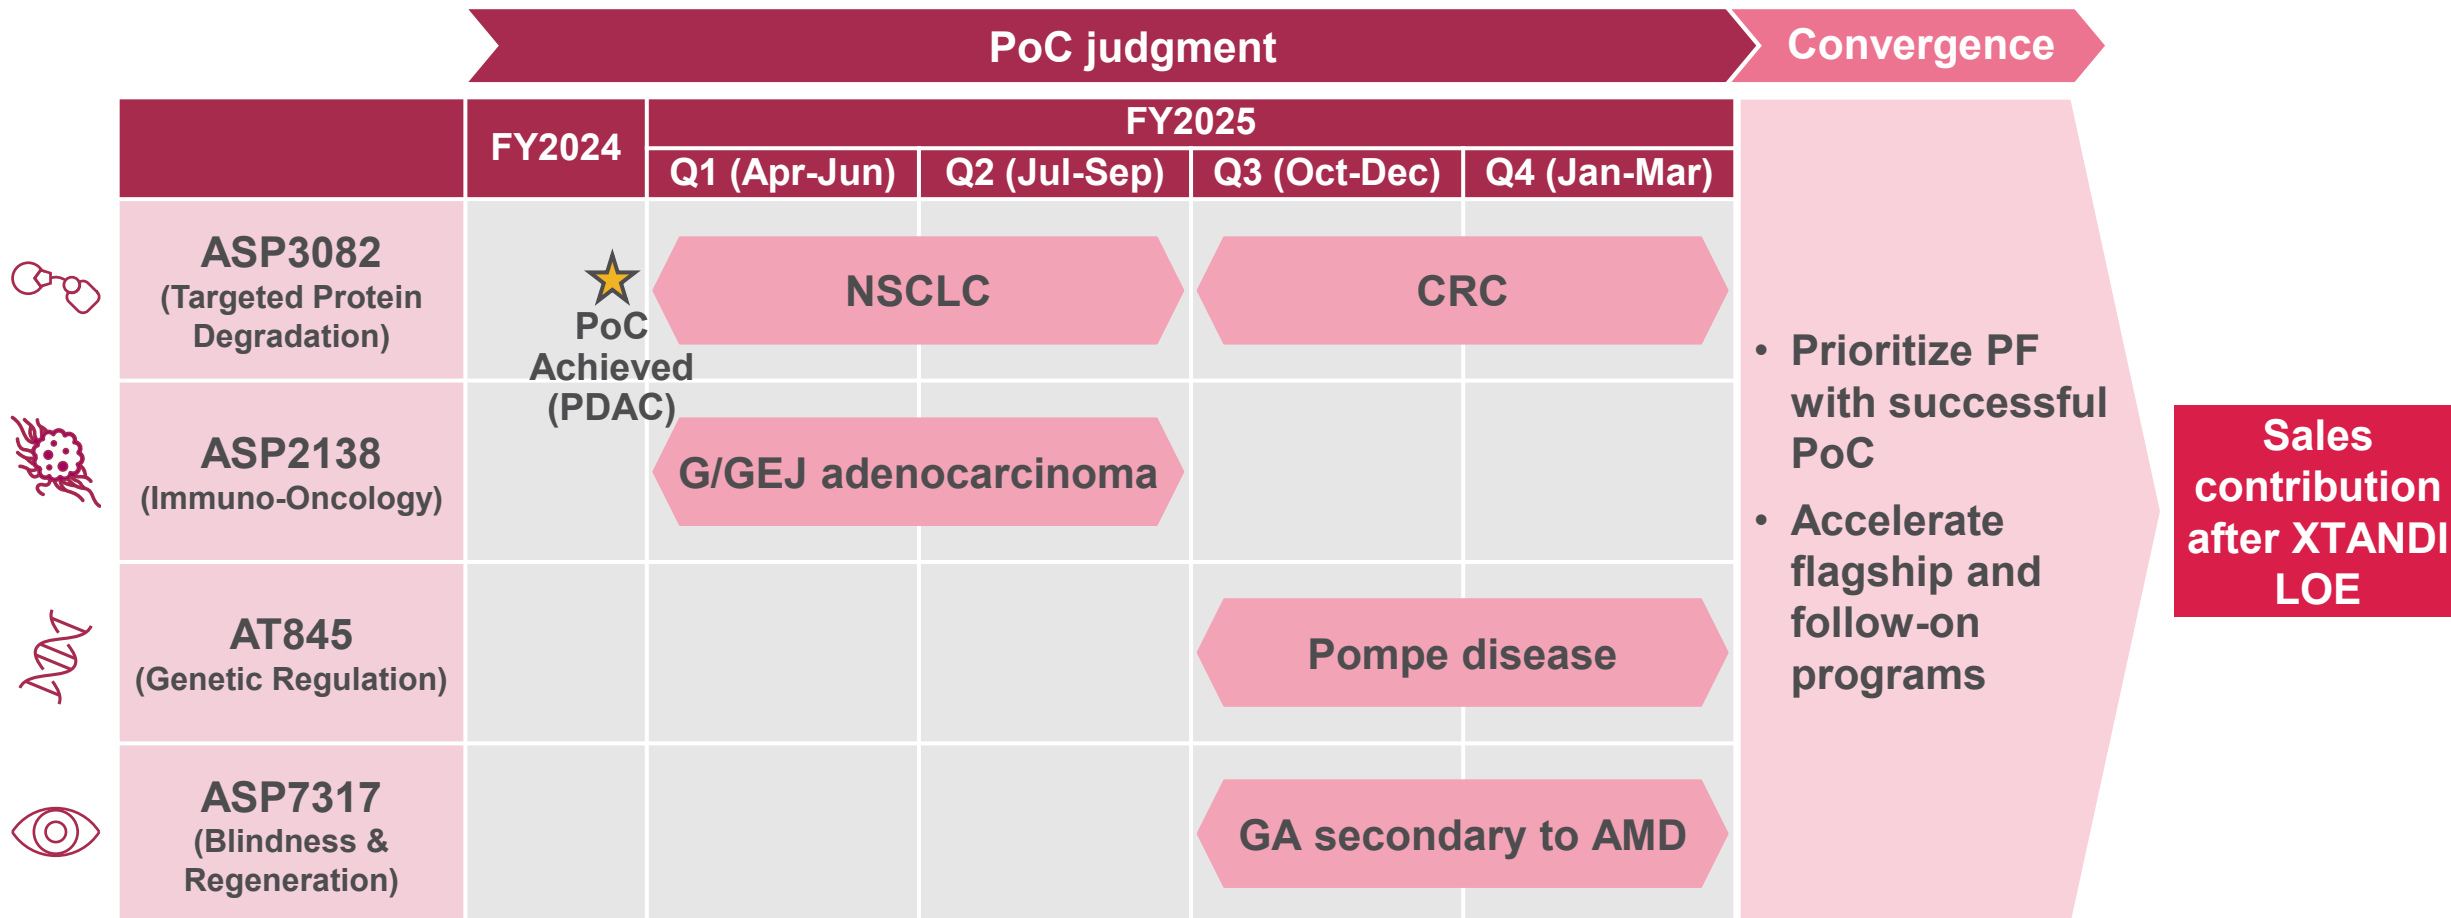 PoC judgment
Convergence
FY2024
FY2025
Q1 (Apr-Jun)
Q2 (Jul-Sep)
Q3 (Oct-Dec)
Q4 (Jan-Mar)
ASP3082
(Targeted Protein
Degradation)
PoC
Achieved
(PDAC)
NSCLC
CRC
ASP2138
(Immuno-Oncology)
G/GEJ adenocarcinoma
AT845
(Genetic Regulation)
Pompe disease
ASP7317
(Blindness &
Regeneration)
GA secondary to AMD
• Prioritize PF
with successful
PoC
• Accelerate
flagship and
follow-on
programs
Sales
contribution
after XTANDI
LOE